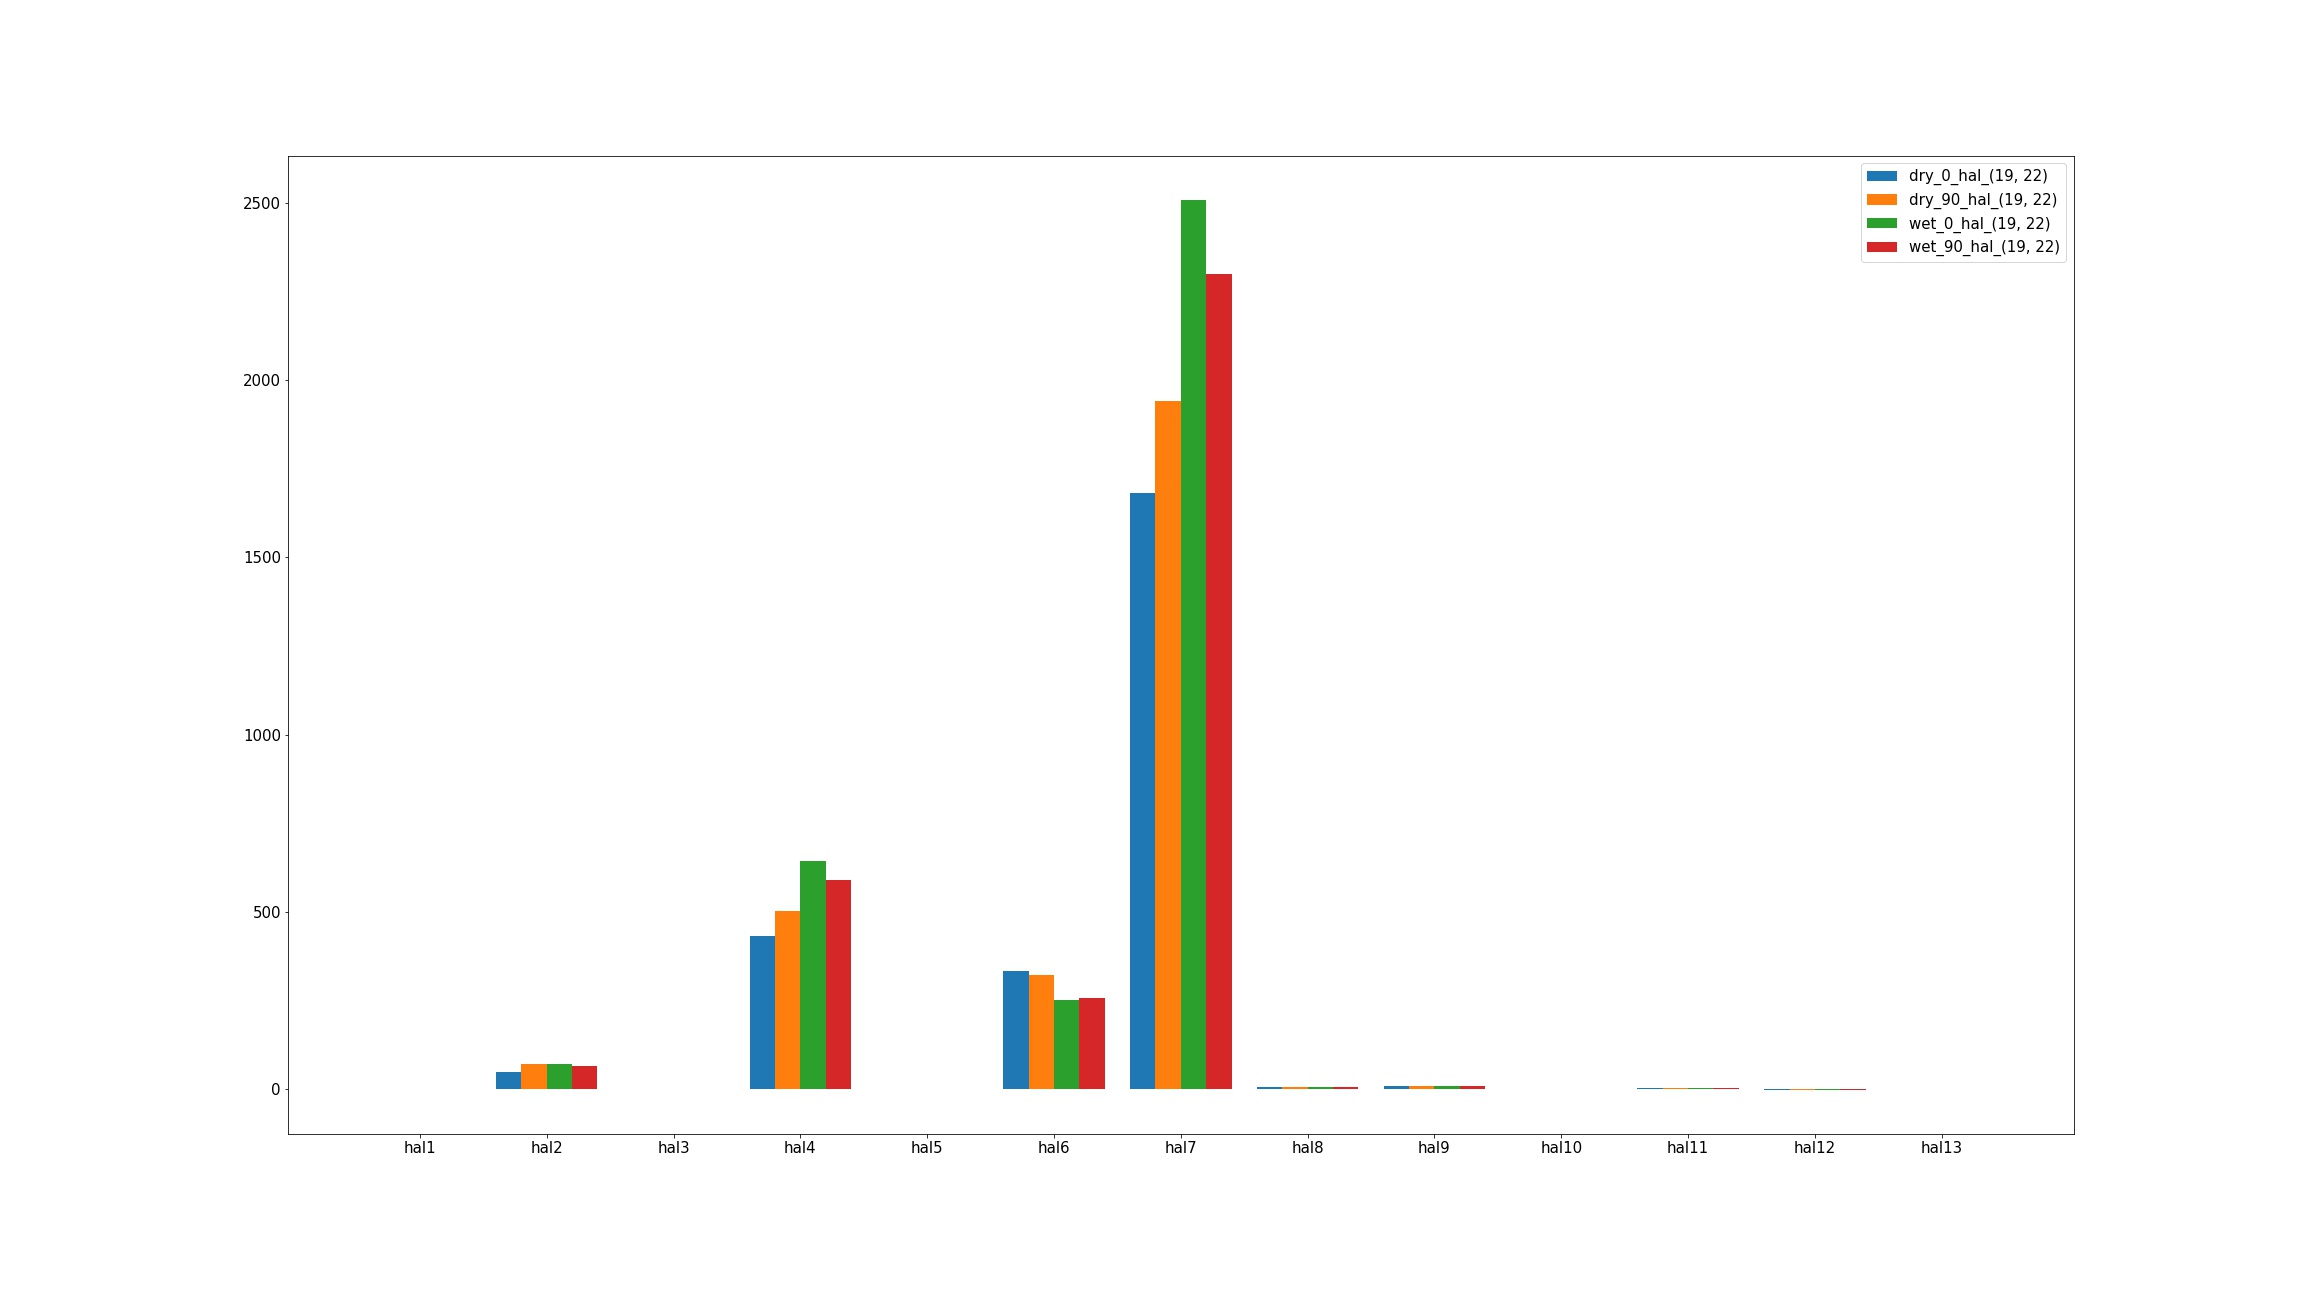 2500
2000
1500
1000
500
0
hal1 hal2 hal3 hal4 hal5 hal6 hal7 hal8 hal9 hal10 hal11 hal12 hal13
dry_0_hal_(19, 22)
dry_90_hal_(19, 22)
wet_0_hal_(19, 22)
wet_90_hal_(19, 22)